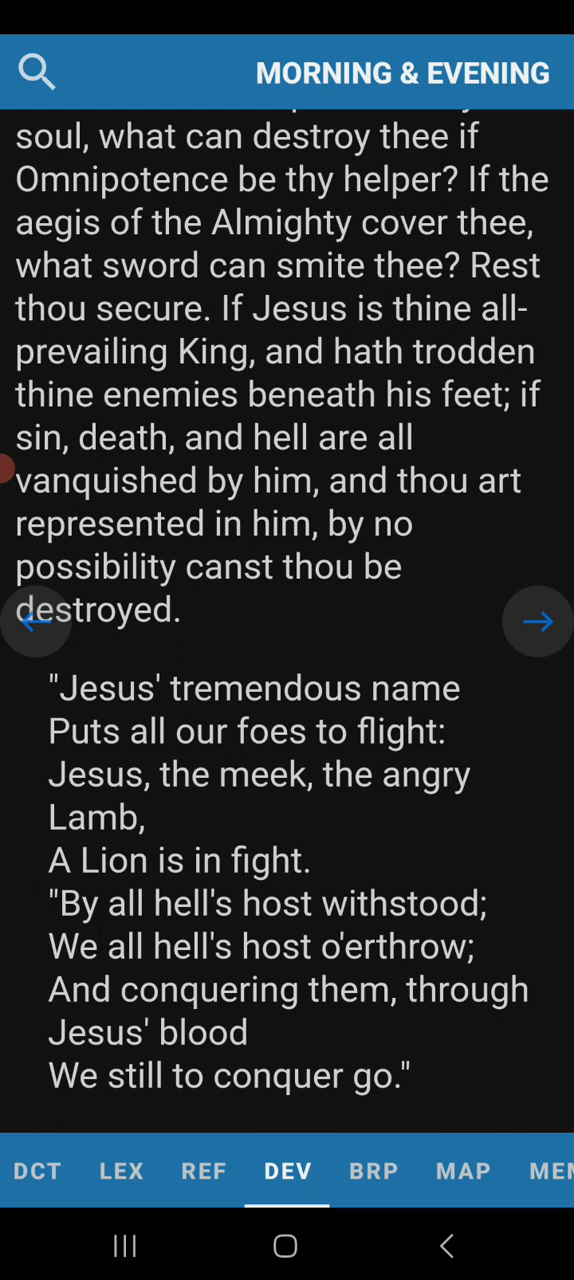 MORNING & EVENING
soul, what can destroy thee if
Omnipotence be thy helper? If the
aegis of the Almighty cover thee,
what sword can smite thee? Rest
thou secure. If Jesus is thine all-
prevailing King, and hath trodden
thine enemies beneath his feet; if
sin, death, and hell are all
vanquished by him, and thou art
represented in him, by no
possibility canst thou be
destroyed.
"Jesus' tremendous name
Puts all our foes to flight:
Jesus, the meek, the angry
Lamb,
A Lion is in fight.
"By all hell's host withstood;
We all hell's host o'erthrow;
And conquering them, through
Jesus' blood
We still to conquer go."
DCT LEX REF DEV BRP MAP